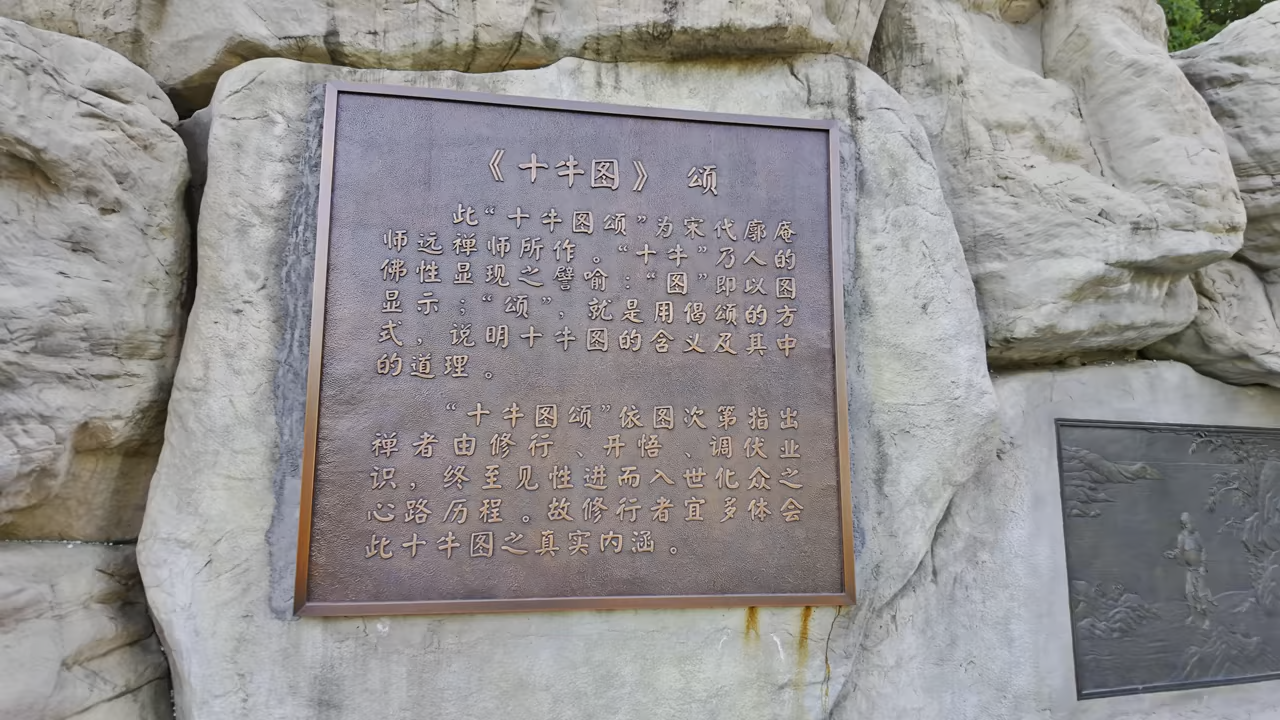 《十牛图》 颂
此“十牛图颂”为宋代廓庵
师远禅师所作。“十牛”乃人的
佛性显现之譬喻：“图”即以图
显示；“颂”，就是用偈颂的方
式，说明十牛图的含义及其中
的道理。
“十牛图颂”依图次第指出
禅者由修行、开悟、调伏业
识，终至见性进而入世化众之
心路历程。故修行者宜多体会
此十牛图之真实内涵。